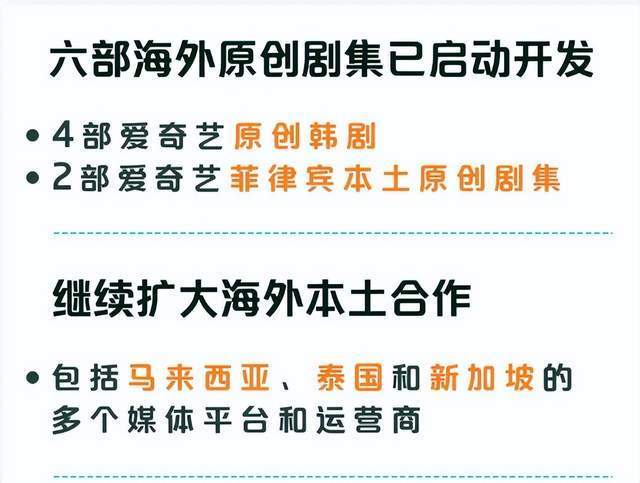 六部海外原创剧集已启动开发
• 4部爱奇艺原创韩剧
• 2部爱奇艺菲律宾本土原创剧集
继续扩大海外本土合作
• 包括马来西亚、泰国和新加坡的
多个媒体平台和运营商